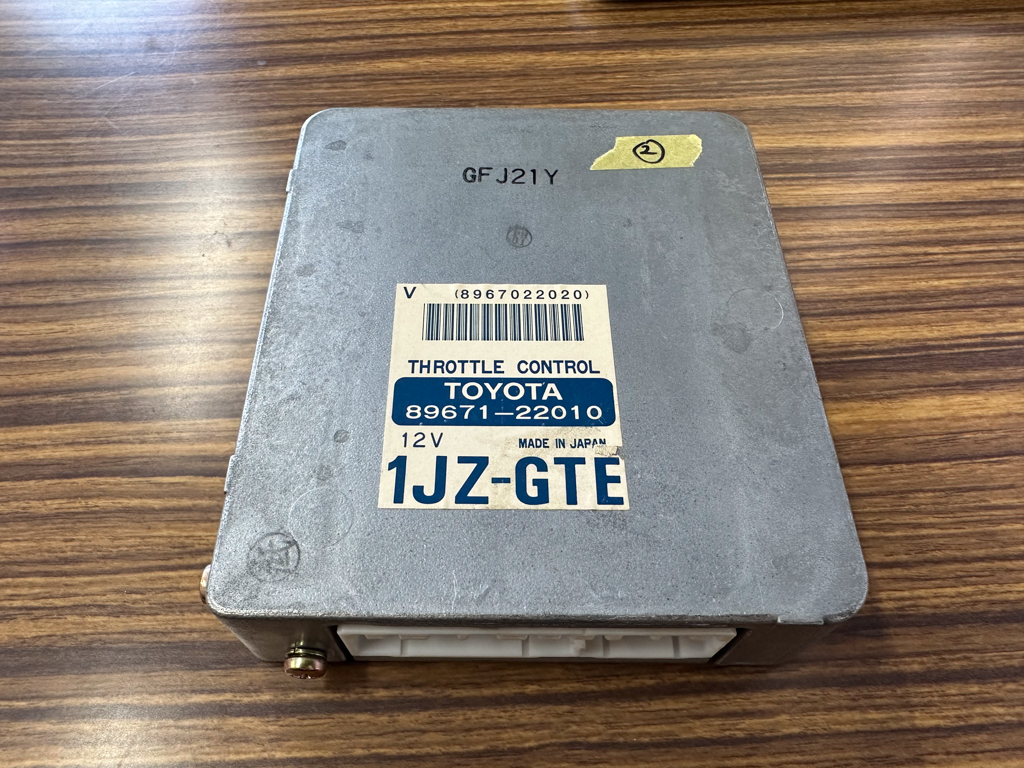 ②
GFJ21Y
V (8967022020)
THROTTLE CONTROL
TOYOTA
89671-22010
12V MADE IN JAPAN
1JZ-GTE